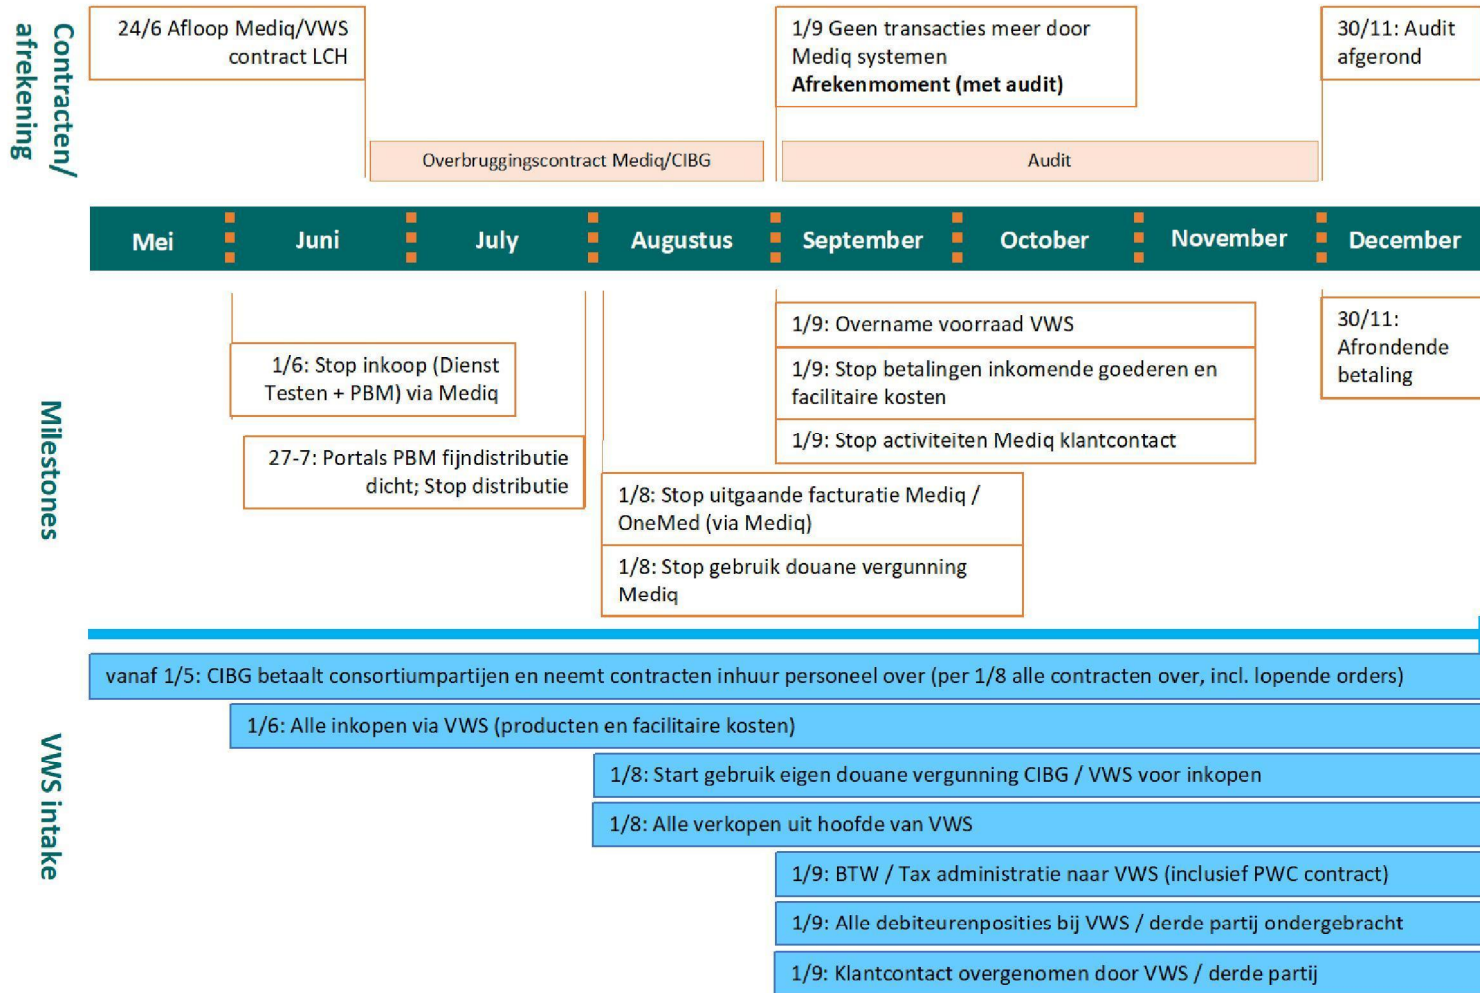 Contracten/
afrekening
24/6 Afloop Mediq/VWS
contract LCH
1/9 Geen transacties meer door
Mediq systemen
Afrekenmoment (met audit)
30/11: Audit
afgerond
Overbruggingscontract Mediq/CIBG
Audit
Mei
Juni
July
Augustus
September
October
November
December
Milestones
1/6: Stop inkoop (Dienst
Testen + PBM) via Mediq
27-7: Portals PBM fijndistributie
dicht; Stop distributie
1/9: Overname voorraad VWS
1/9: Stop betalingen inkomende goederen en
facilitaire kosten
1/9: Stop activiteiten Mediq klantcontact
1/8: Stop uitgaande facturatie Mediq /
OneMed (via Mediq)
1/8: Stop gebruik douane vergunning
Mediq
30/11:
Afrondende
betaling
VWS intake
vanaf 1/5: CIBG betaalt consortiumpartijen en neemt contracten inhuur personeel over (per 1/8 alle contracten over, incl. lopende orders)
1/6: Alle inkopen via VWS (producten en facilitaire kosten)
1/8: Start gebruik eigen douane vergunning CIBG / VWS voor inkopen
1/8: Alle verkopen uit hoofde van VWS
1/9: BTW / Tax administratie naar VWS (inclusief PWC contract)
1/9: Alle debiteurenposities bij VWS / derde partij ondergebracht
1/9: Klantcontact overgenomen door VWS / derde partij